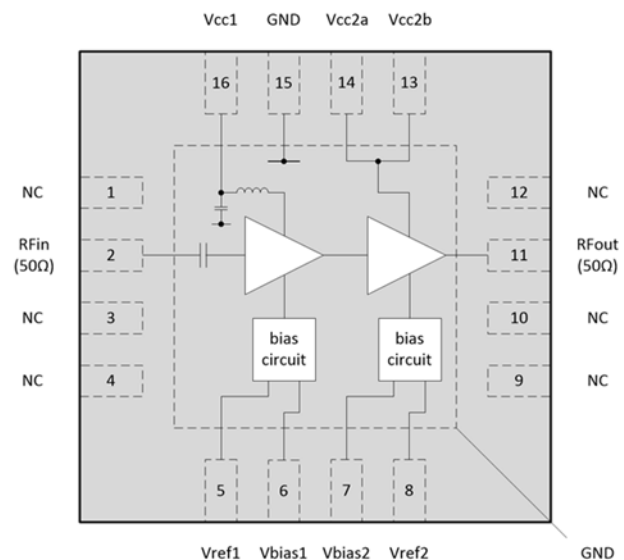 Vcc1 GND Vcc2a Vcc2b
16 15 14 13
NC 1 12 NC
RFin 2 11 RFout
(50Ω) (50Ω)
NC 3 10 NC
bias bias
circuit circuit
NC 4 9 NC
5 6 7 8
Vref1 Vbias1 Vbias2 Vref2 GND